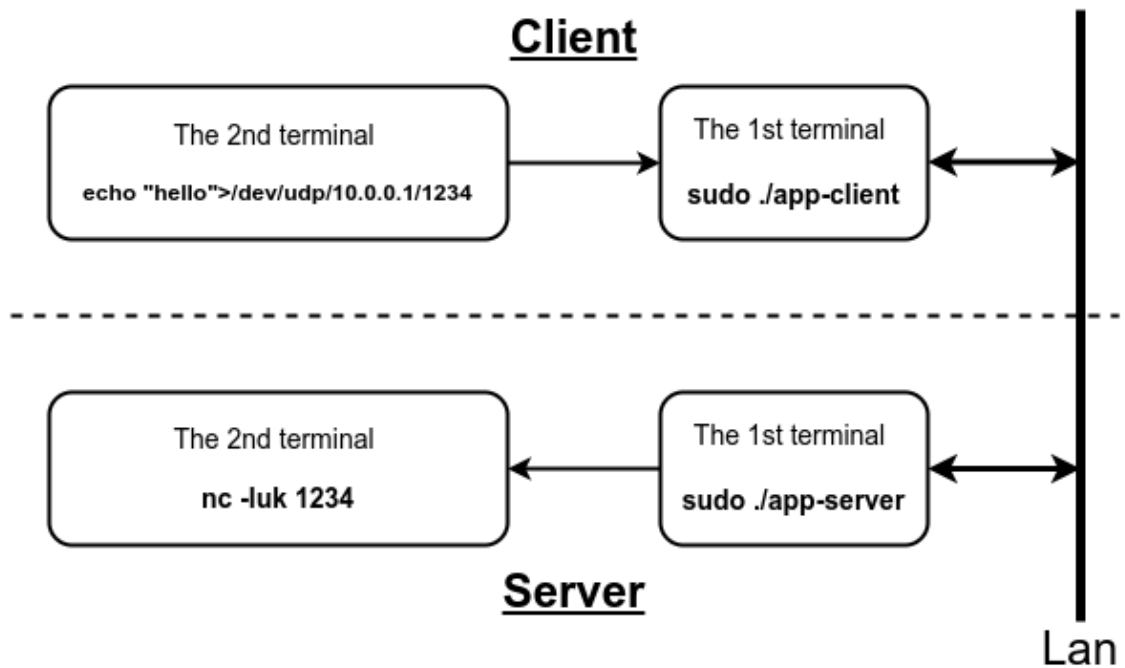 Client
The 2nd terminal
echo "hello">/dev/udp/10.0.0.1/1234
The 1st terminal
sudo ./app-client
The 2nd terminal
nc -luk 1234
The 1st terminal
sudo ./app-server
Server
Lan